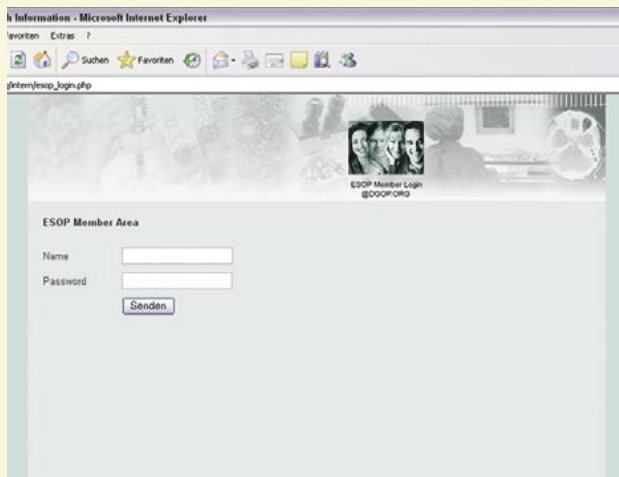 h Information - Microsoft Internet Explorer
avoriten Extras ?
Suchen Favoriten
/intern/esop_login.php
ESOP Member Login
@DGOP.ORG
ESOP Member Area
Name
Password
Senden